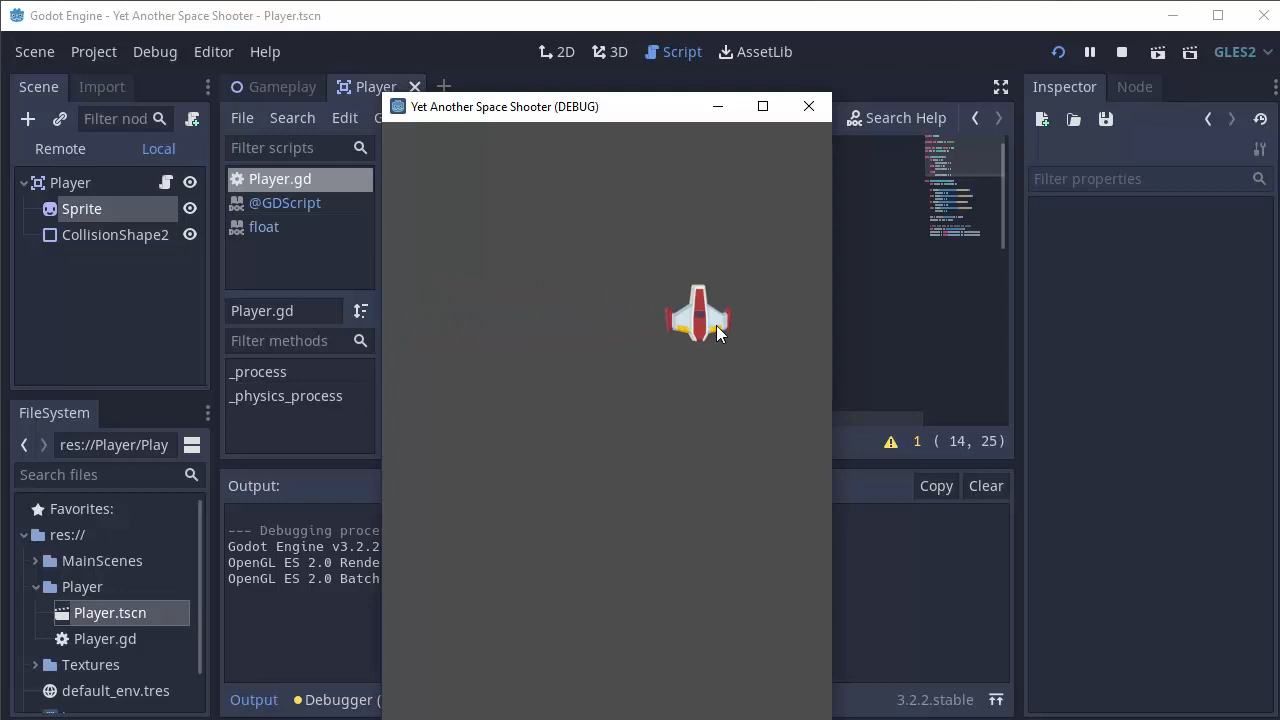 Godot Engine - Yet Another Space Shooter - Player.tscn
Scene Project Debug Editor Help
2D 3D Script AssetLib
GLES2
Scene Import
Filter nod
Remote Local
Player
Sprite
CollisionShape2
FileSystem
res://Player/Play
Search files
Favorites:
res://
MainScenes
Player
Player.tscn
Player.gd
Textures
default_env.tres
Gameplay Player
File Search Edit
Search Help
Filter scripts
Player.gd
@GDScript
float
Player.gd
Filter methods
_process
_physics_process
1 ( 14, 25)
Output:
Copy Clear
--- Debugging proce
Godot Engine v3.2.2
OpenGL ES 2.0 Rende
OpenGL ES 2.0 Batch
Output Debugger (
3.2.2.stable
Yet Another Space Shooter (DEBUG)
Inspector Node
Filter properties